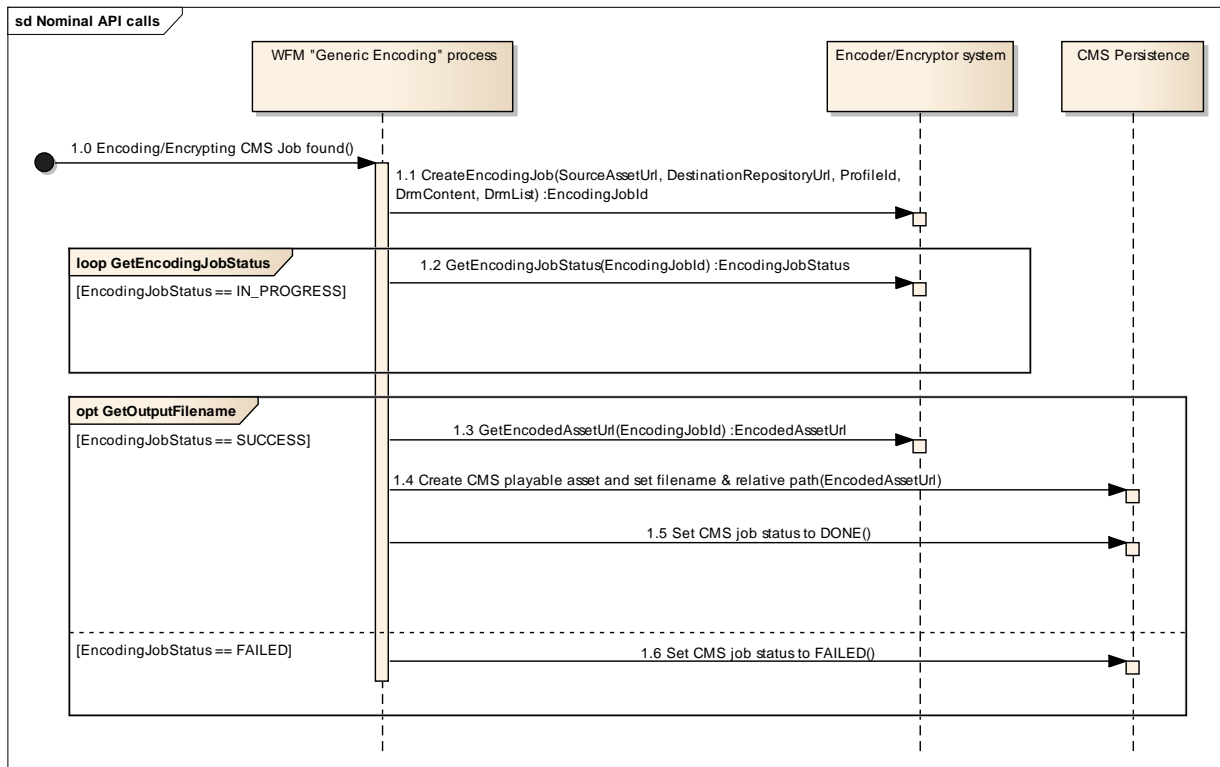 sd Nominal API calls
WFM "Generic Encoding" process
Encoder/Encryptor system
CMS Persistence
1.0 Encoding/Encrypting CMS Job found()
1.1 CreateEncodingJob(SourceAssetUrl, DestinationRepositoryUrl, ProfileId,
DrmContent, DrmList) :EncodingJobId
loop GetEncodingJobStatus
1.2 GetEncodingJobStatus(EncodingJobId) :EncodingJobStatus
[EncodingJobStatus == IN_PROGRESS]
opt GetOutputFilename
[EncodingJobStatus == SUCCESS]
1.3 GetEncodedAssetUrl(EncodingJobId) :EncodedAssetUrl
1.4 Create CMS playable asset and set filename & relative path(EncodedAssetUrl)
1.5 Set CMS job status to DONE()
[EncodingJobStatus == FAILED]
1.6 Set CMS job status to FAILED()